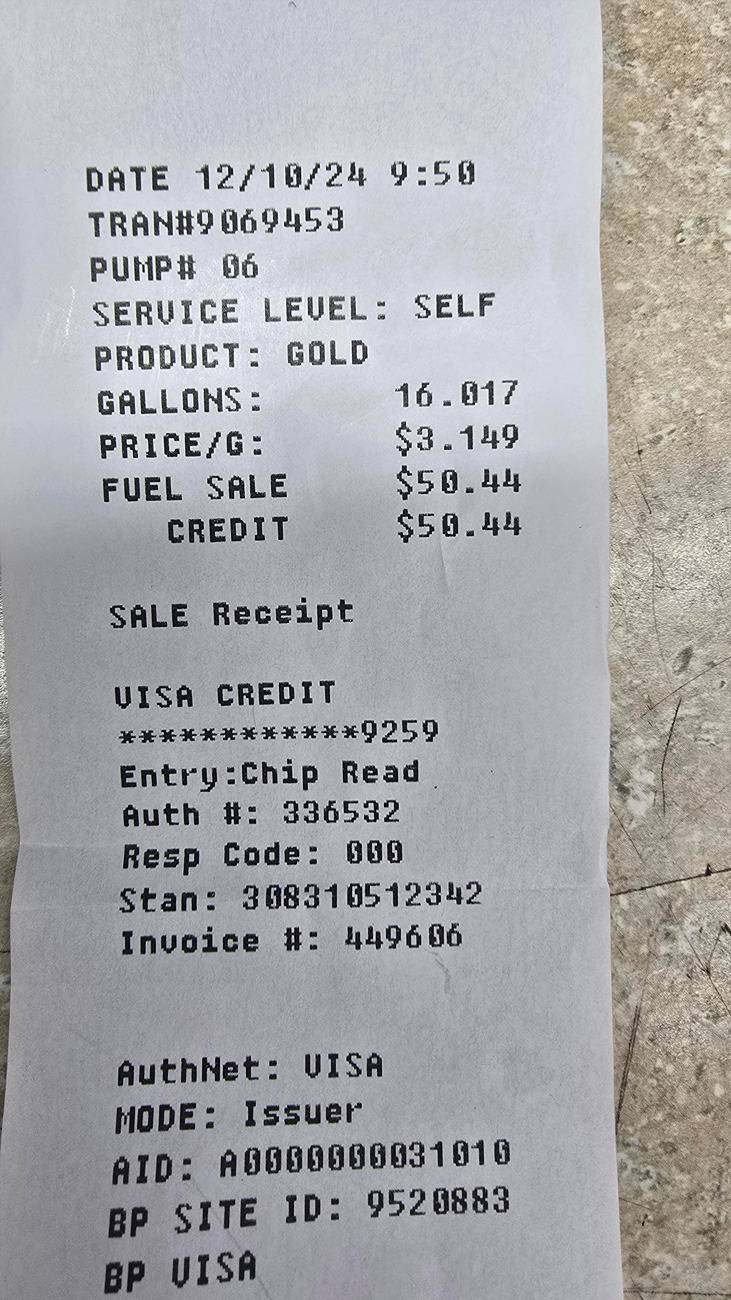 DATE 12/10/24 9:50
TRAN#9069453
PUMP# 06
SERVICE LEVEL: SELF
PRODUCT: GOLD
GALLONS: 16.017
PRICE/G: $3.149
FUEL SALE $50.44
CREDIT $50.44
SALE Receipt
VISA CREDIT
************9259
Entry:Chip Read
Auth #: 336532
Resp Code: 000
Stan: 308310512342
Invoice #: 449606
AuthNet: VISA
MODE: Issuer
AID: A0000000031010
BP SITE ID: 9520883
BP VISA